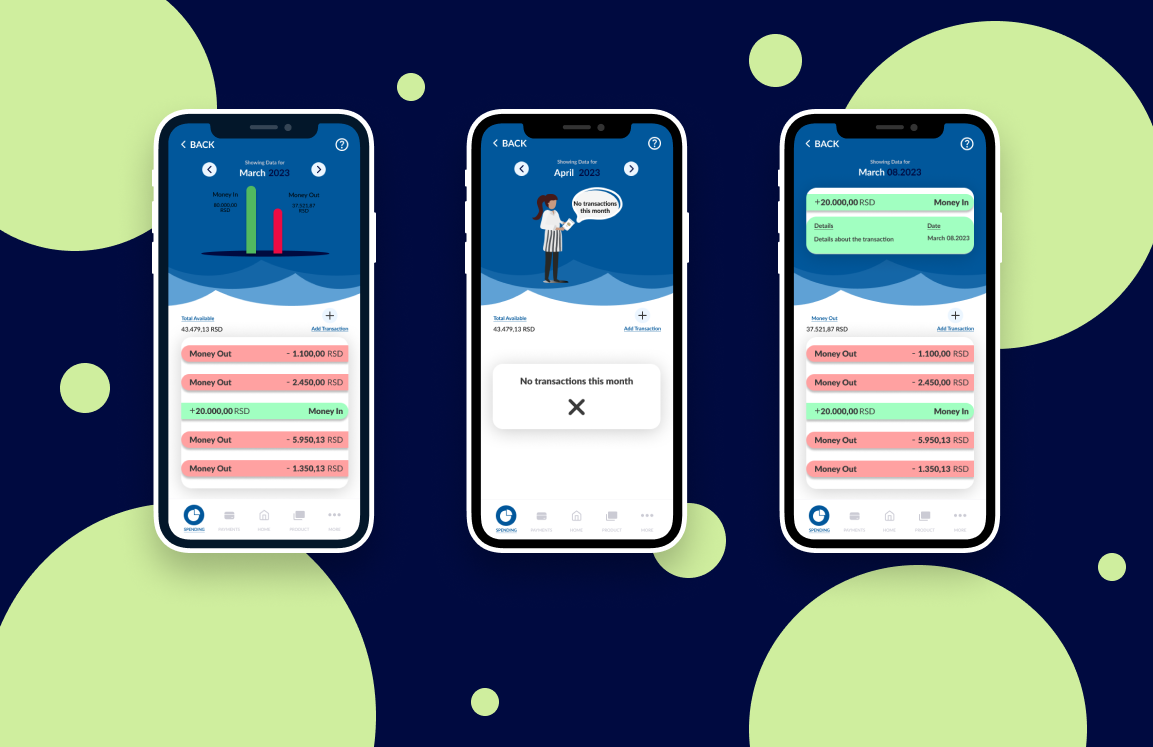 BACK
Showing Data for
March 2023
Money In
80.000,00
RSD
Money Out
37.521,87
RSD
Total Available
43.479,13 RSD
Add Transaction
Money Out - 1.100,00 RSD
Money Out - 2.450,00 RSD
+20.000,00 RSD Money In
Money Out - 5.950,13 RSD
Money Out - 1.350,13 RSD
SPENDING PAYMENTS HOME PRODUCT MORE
BACK
Showing Data for
April 2023
No transactions
this month
Total Available
43.479,13 RSD
Add Transaction
No transactions this month
SPENDING PAYMENTS HOME PRODUCT MORE
BACK
Showing Data for
March 08.2023
+20.000,00 RSD Money In
Details Date
Details about the transaction March 08.2023
Money Out
37.521,87 RSD
Add Transaction
Money Out - 1.100,00 RSD
Money Out - 2.450,00 RSD
+20.000,00 RSD Money In
Money Out - 5.950,13 RSD
Money Out - 1.350,13 RSD
SPENDING PAYMENTS HOME PRODUCT MORE